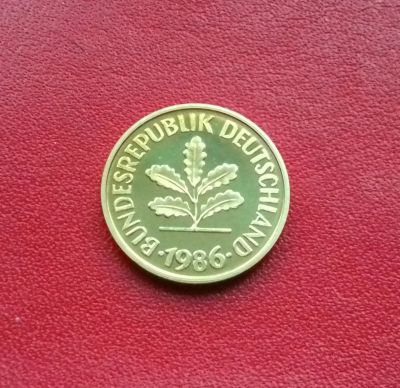 BUNDESREPUBLIK DEUTSCHLAND
·1986·